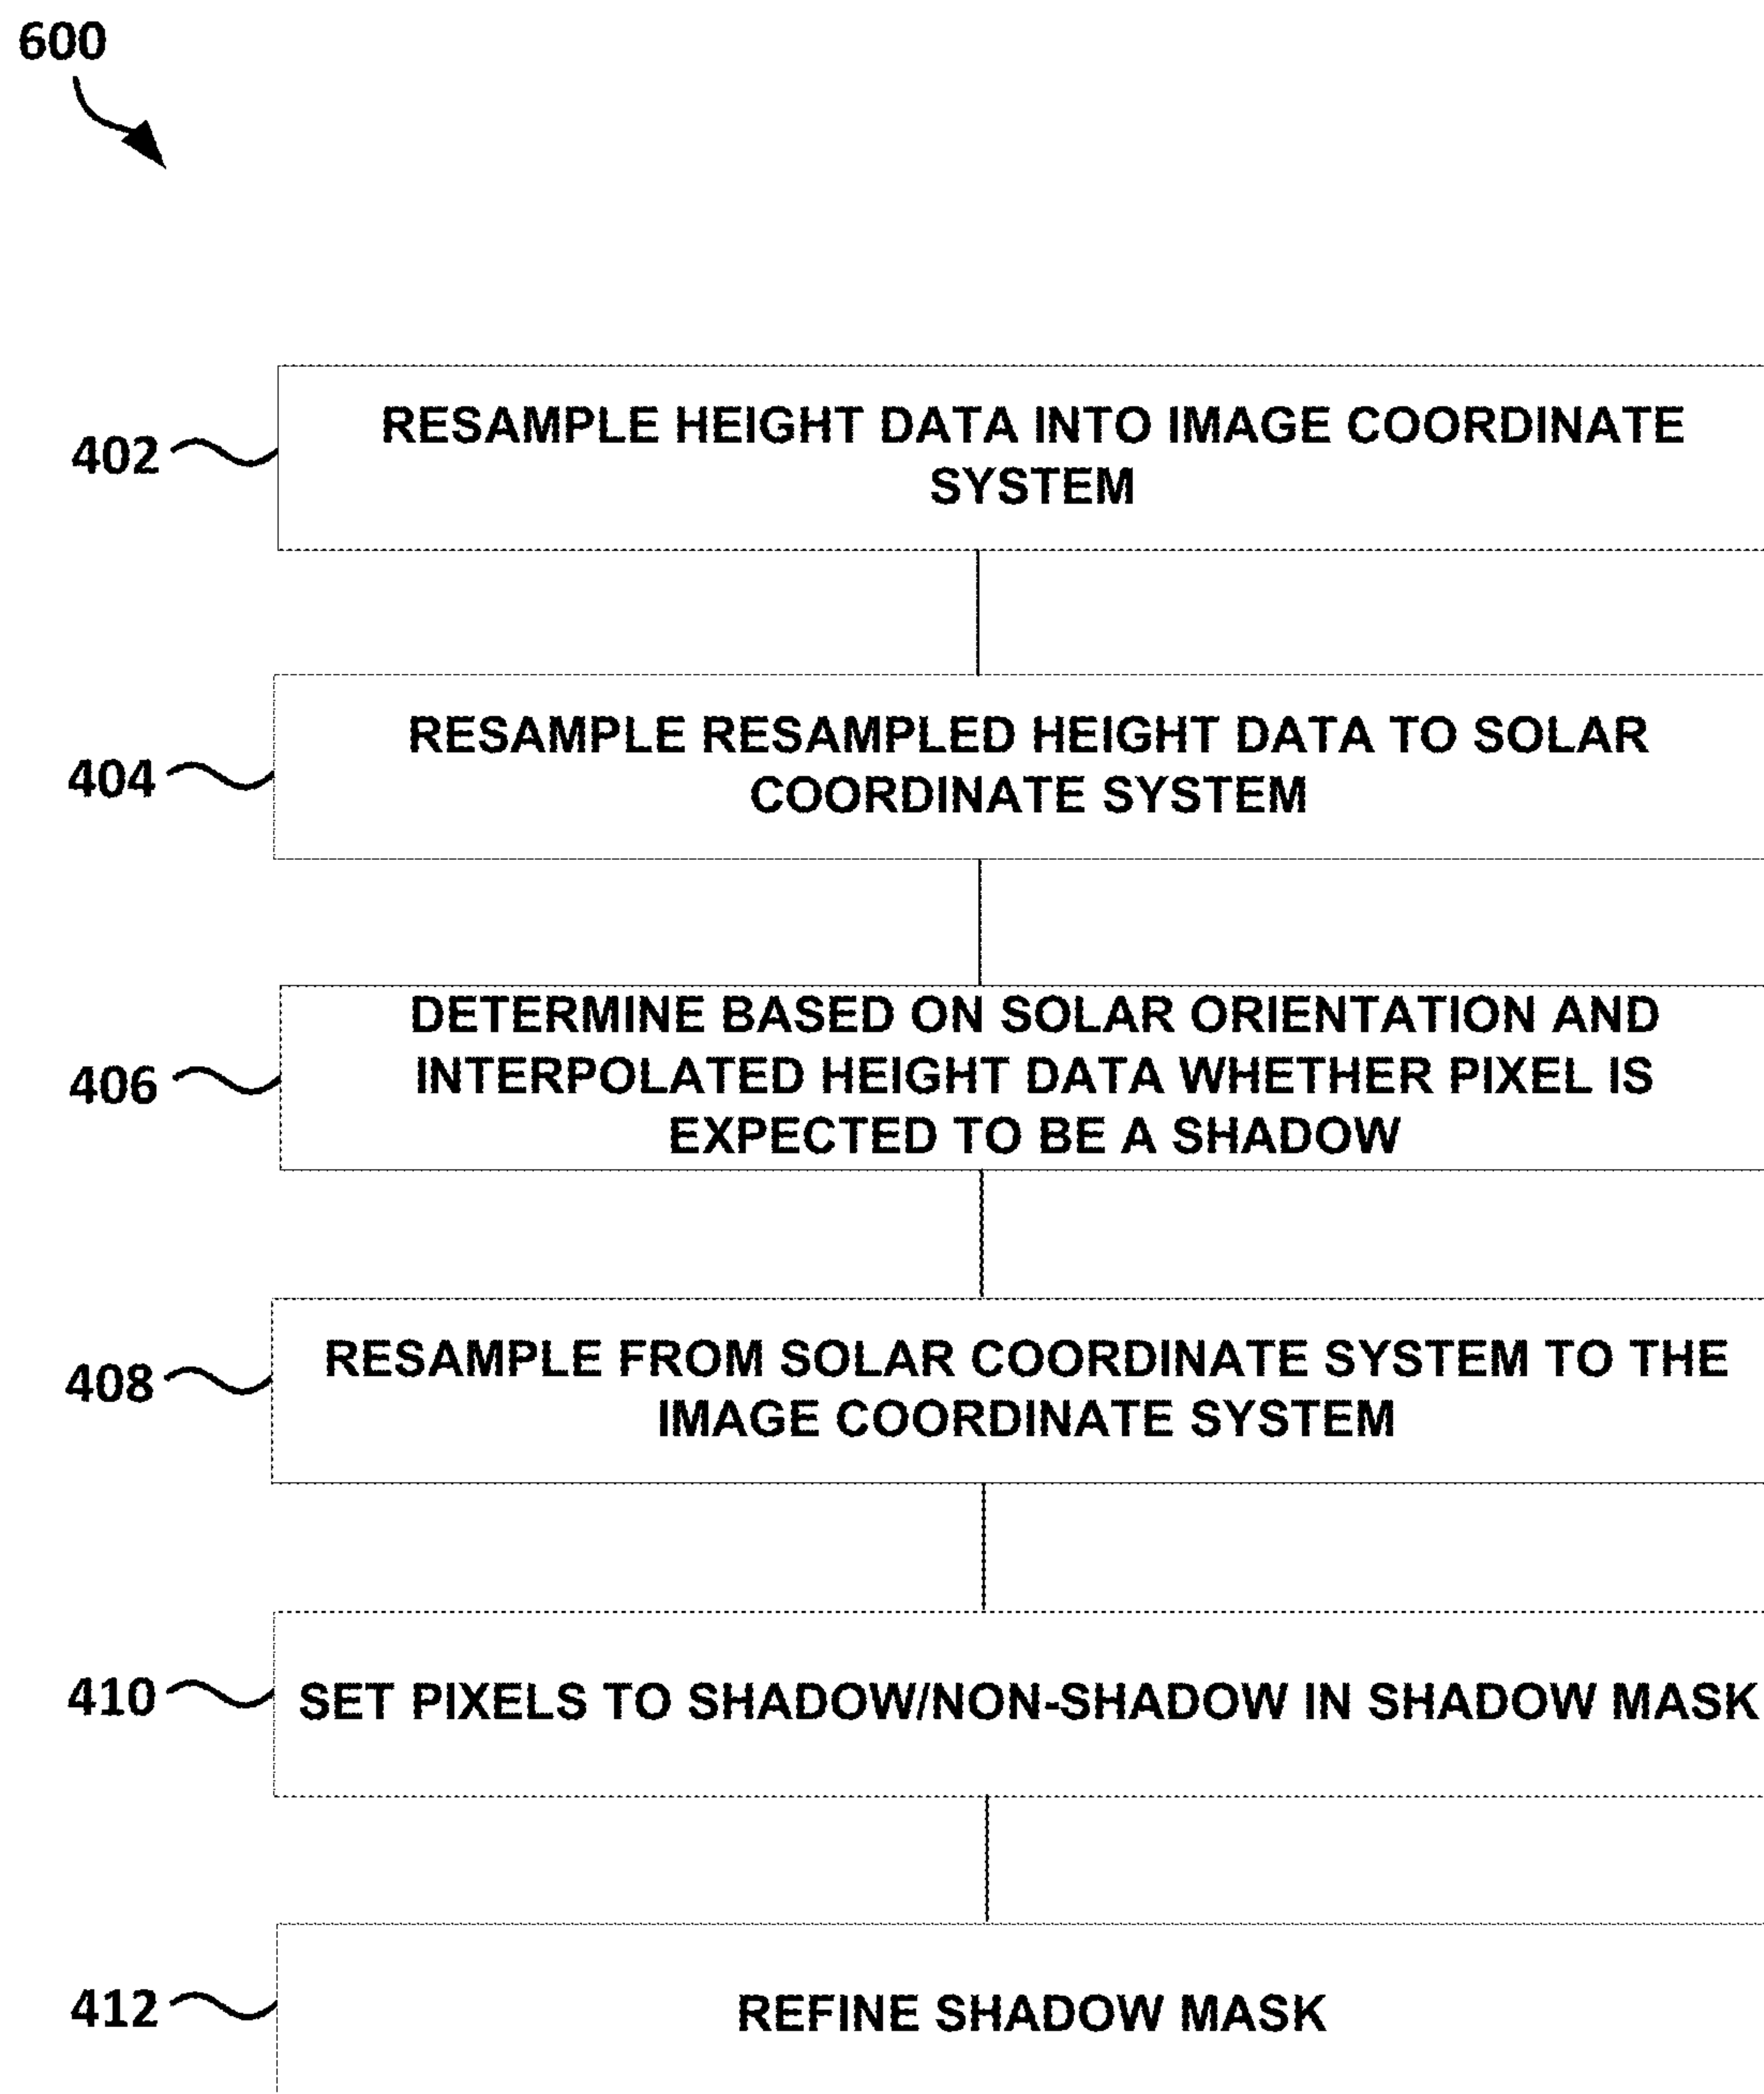 600
402
RESAMPLE HEIGHT DATA INTO IMAGE COORDINATE
SYSTEM
404
RESAMPLE RESAMPLED HEIGHT DATA TO SOLAR
COORDINATE SYSTEM
406
DETERMINE BASED ON SOLAR ORIENTATION AND
INTERPOLATED HEIGHT DATA WHETHER PIXEL IS
EXPECTED TO BE A SHADOW
408
RESAMPLE FROM SOLAR COORDINATE SYSTEM TO THE
IMAGE COORDINATE SYSTEM
410
SET PIXELS TO SHADOW/NON-SHADOW IN SHADOW MASK
412
REFINE SHADOW MASK